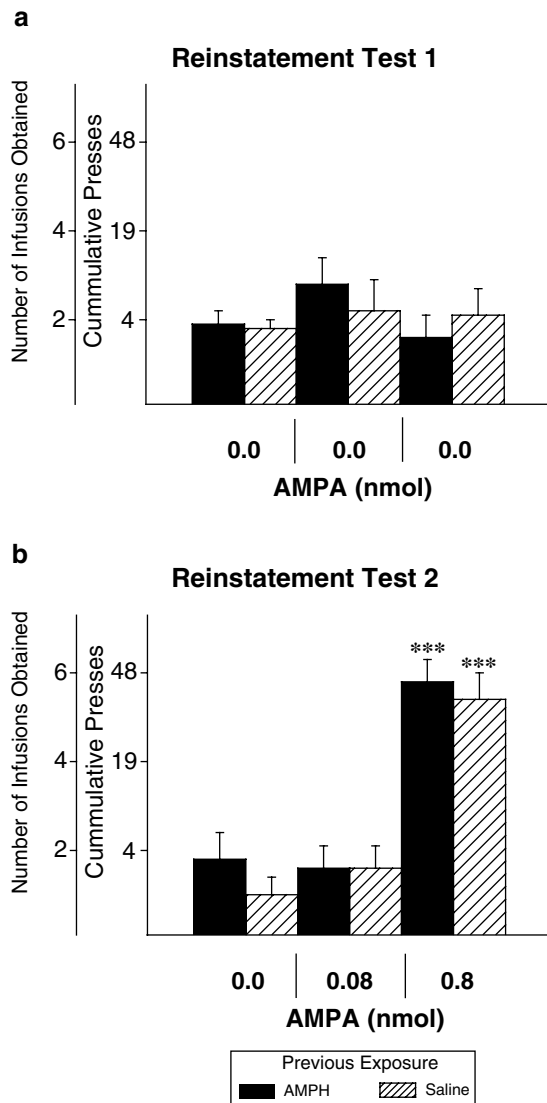 a
Reinstatement Test 1
Number of Infusions Obtained
Cummulative Presses
6 48
4 19
2 4
0.0 0.0 0.0
AMPA (nmol)
b
Reinstatement Test 2
Number of Infusions Obtained
Cummulative Presses
*** ***
6 48
4 19
2 4
0.0 0.08 0.8
AMPA (nmol)
Previous Exposure
AMPH Saline